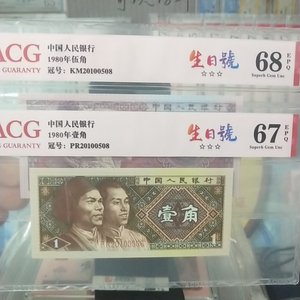 ACG
GUARANTY
中国人民银行
1980年伍角
冠号：KM20100508
生日號
☆☆☆
68
EPQ
Superb Gem Unc
ACG
GUARANTY
中国人民银行
1980年壹角
冠号：PR20100508
生日號
☆☆☆
67
EPQ
Superb Gem Unc
中国人民银行
壹角
PR20100508
1
1